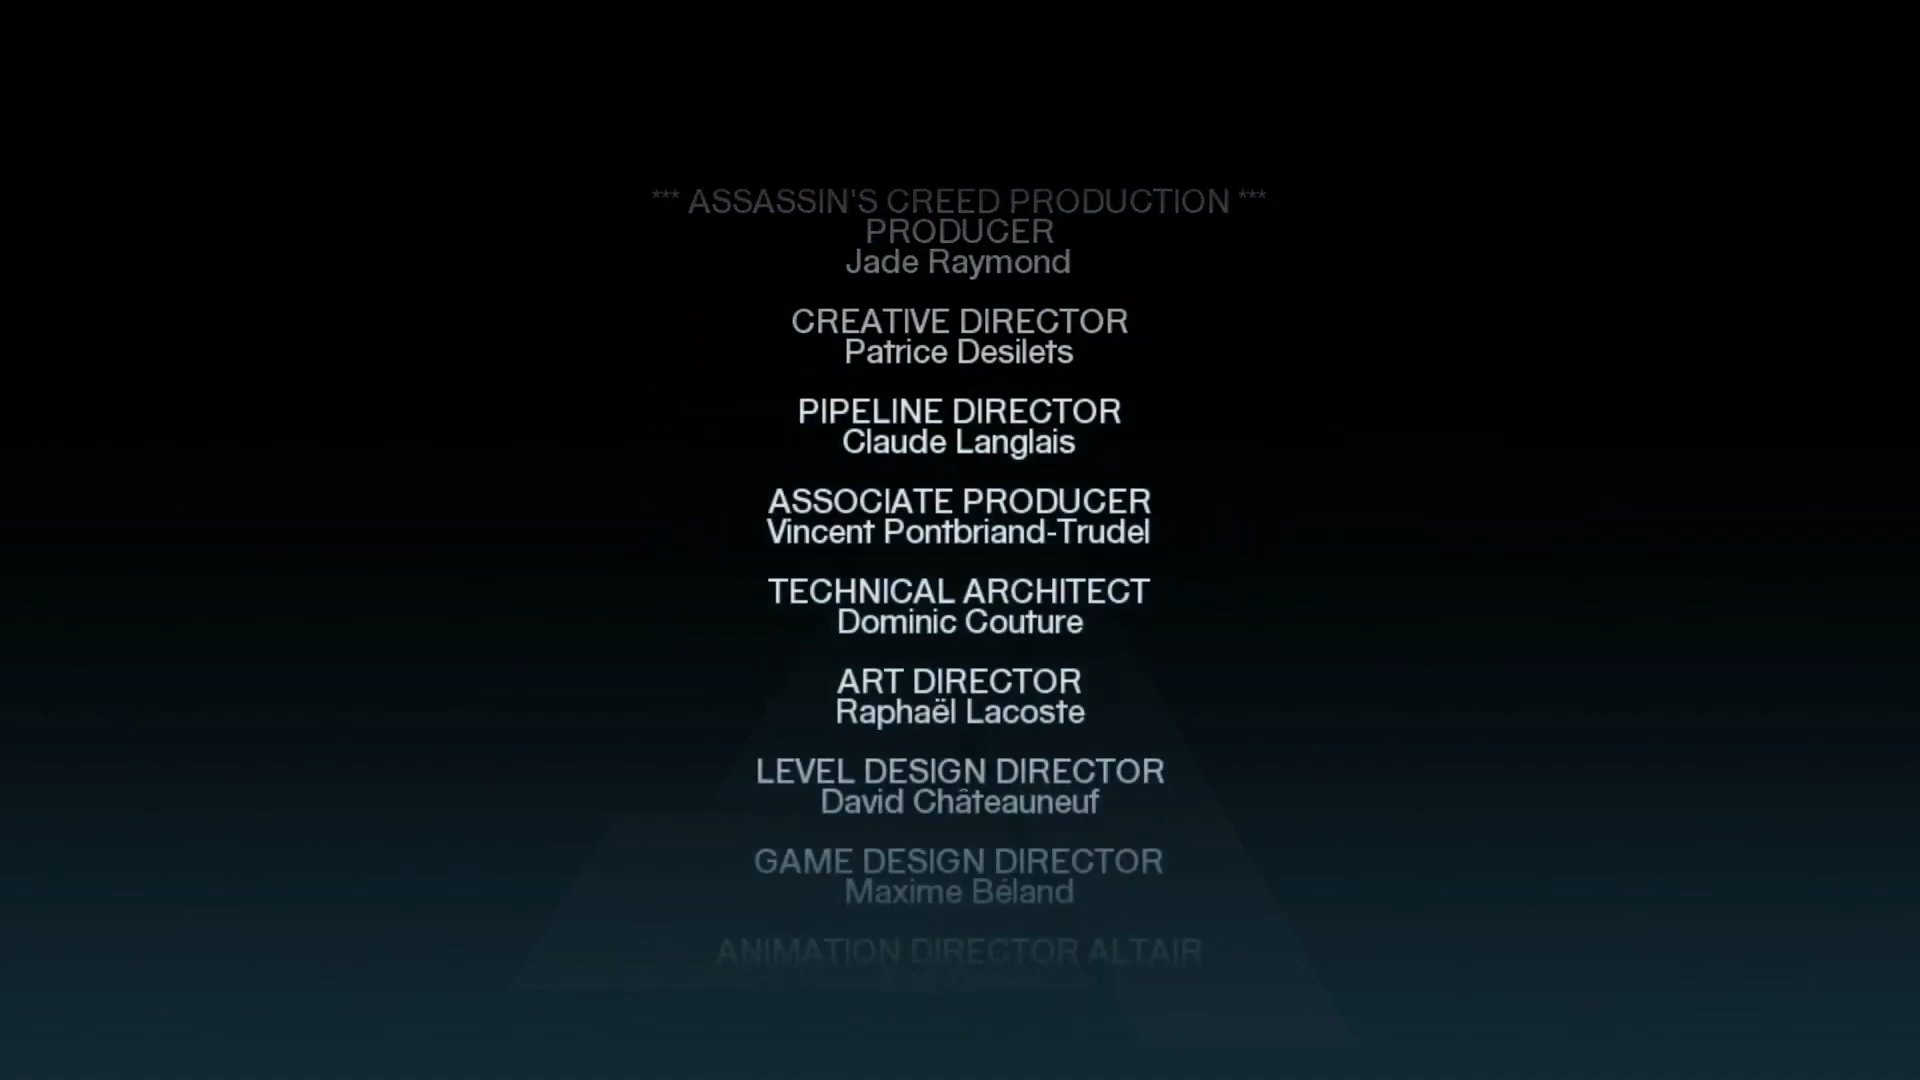 *** ASSASSIN'S CREED PRODUCTION ***
PRODUCER
Jade Raymond
CREATIVE DIRECTOR
Patrice Desilets
PIPELINE DIRECTOR
Claude Langlais
ASSOCIATE PRODUCER
Vincent Pontbriand-Trudel
TECHNICAL ARCHITECT
Dominic Couture
ART DIRECTOR
Raphaël Lacoste
LEVEL DESIGN DIRECTOR
David Châteauneuf
GAME DESIGN DIRECTOR
Maxime Béland
ANIMATION DIRECTOR ALTAIR